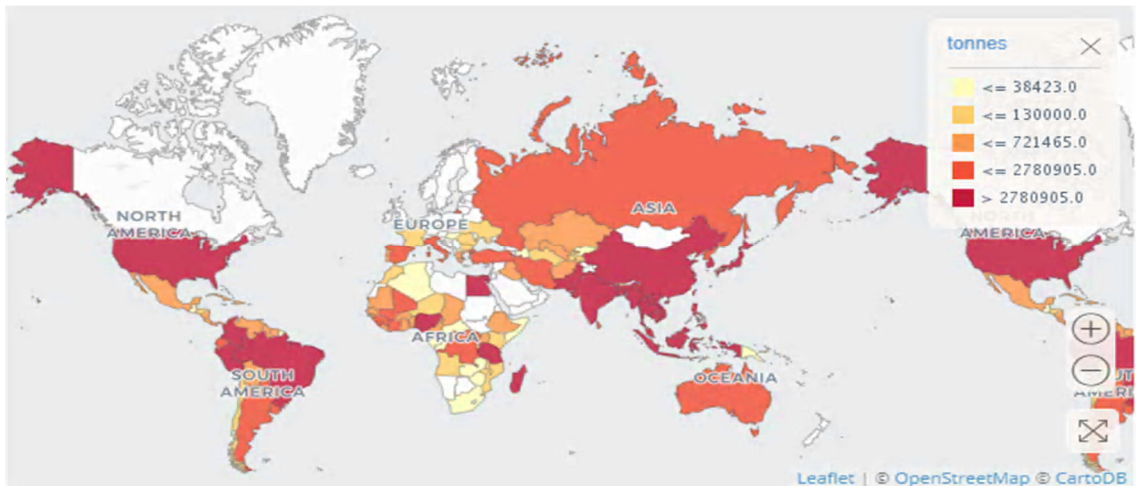 tonnes
<= 38423.0
<= 130000.0
<= 721465.0
<= 2780905.0
> 2780905.0
NORTH
AMERICA
EUROPE
ASIA
AFRICA
SOUTH
AMERICA
OCEANIA
NORTH
AMERICA
Leaflet | © OpenStreetMap © CartoDB